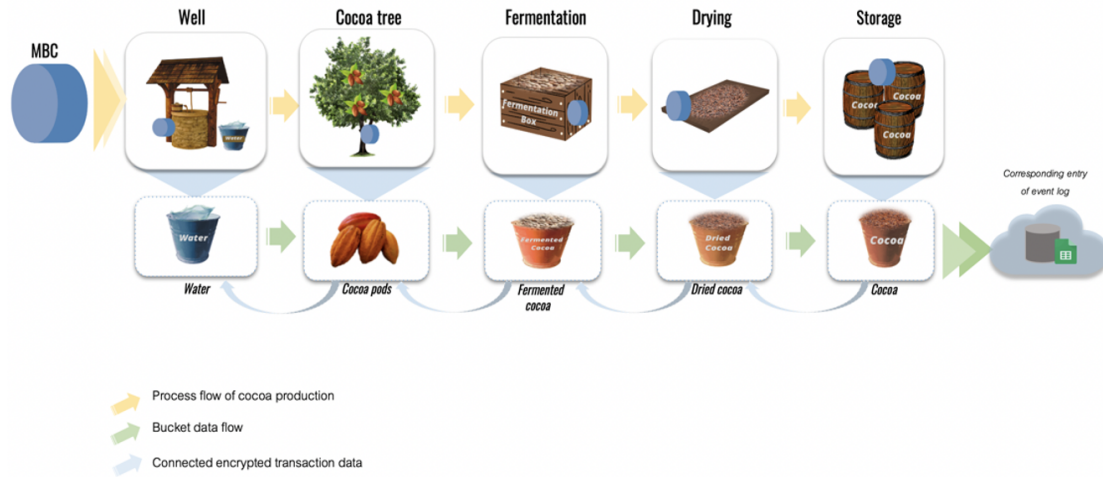 Well
Cocoa tree
Fermentation
Drying
Storage
MBC
Water
fermentation
Box
Cocoa
Cocoa
Cocoa
Corresponding entry
of event log
Water
Fermented
Cocoa
Dried
Cocoa
Cocoa
Water
Cocoa pods
Fermented
cocoa
Dried cocoa
Cocoa
Process flow of cocoa production
Bucket data flow
Connected encrypted transaction data